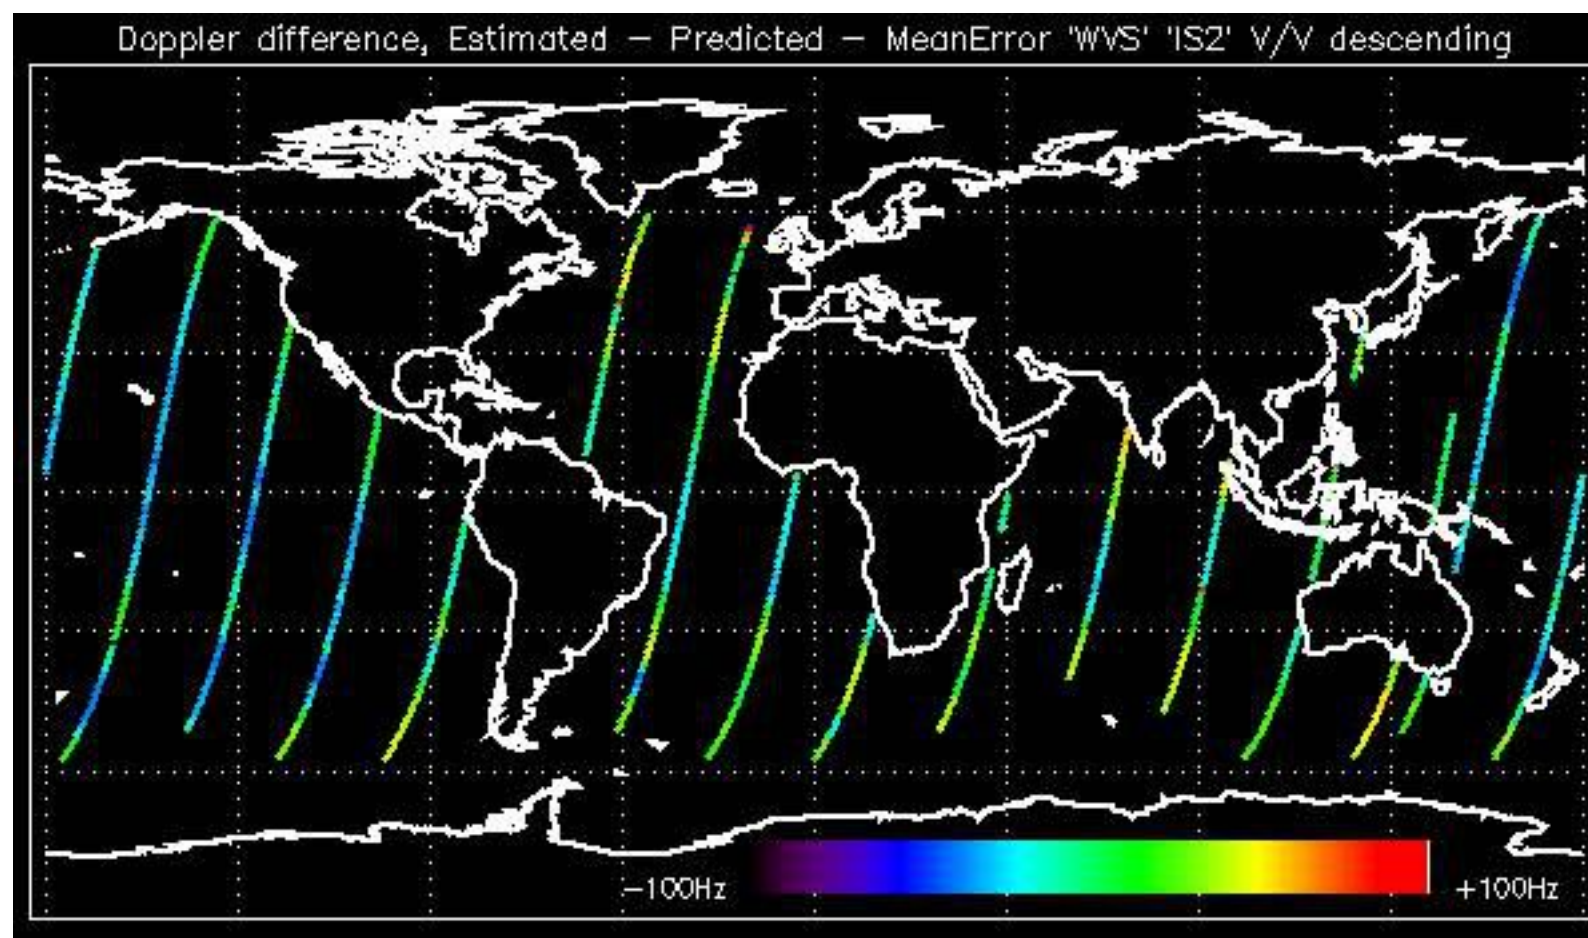 Doppler difference, Estimated – Predicted – MeanError 'WVS' 'IS2' V/V descending
-100Hz
+100Hz